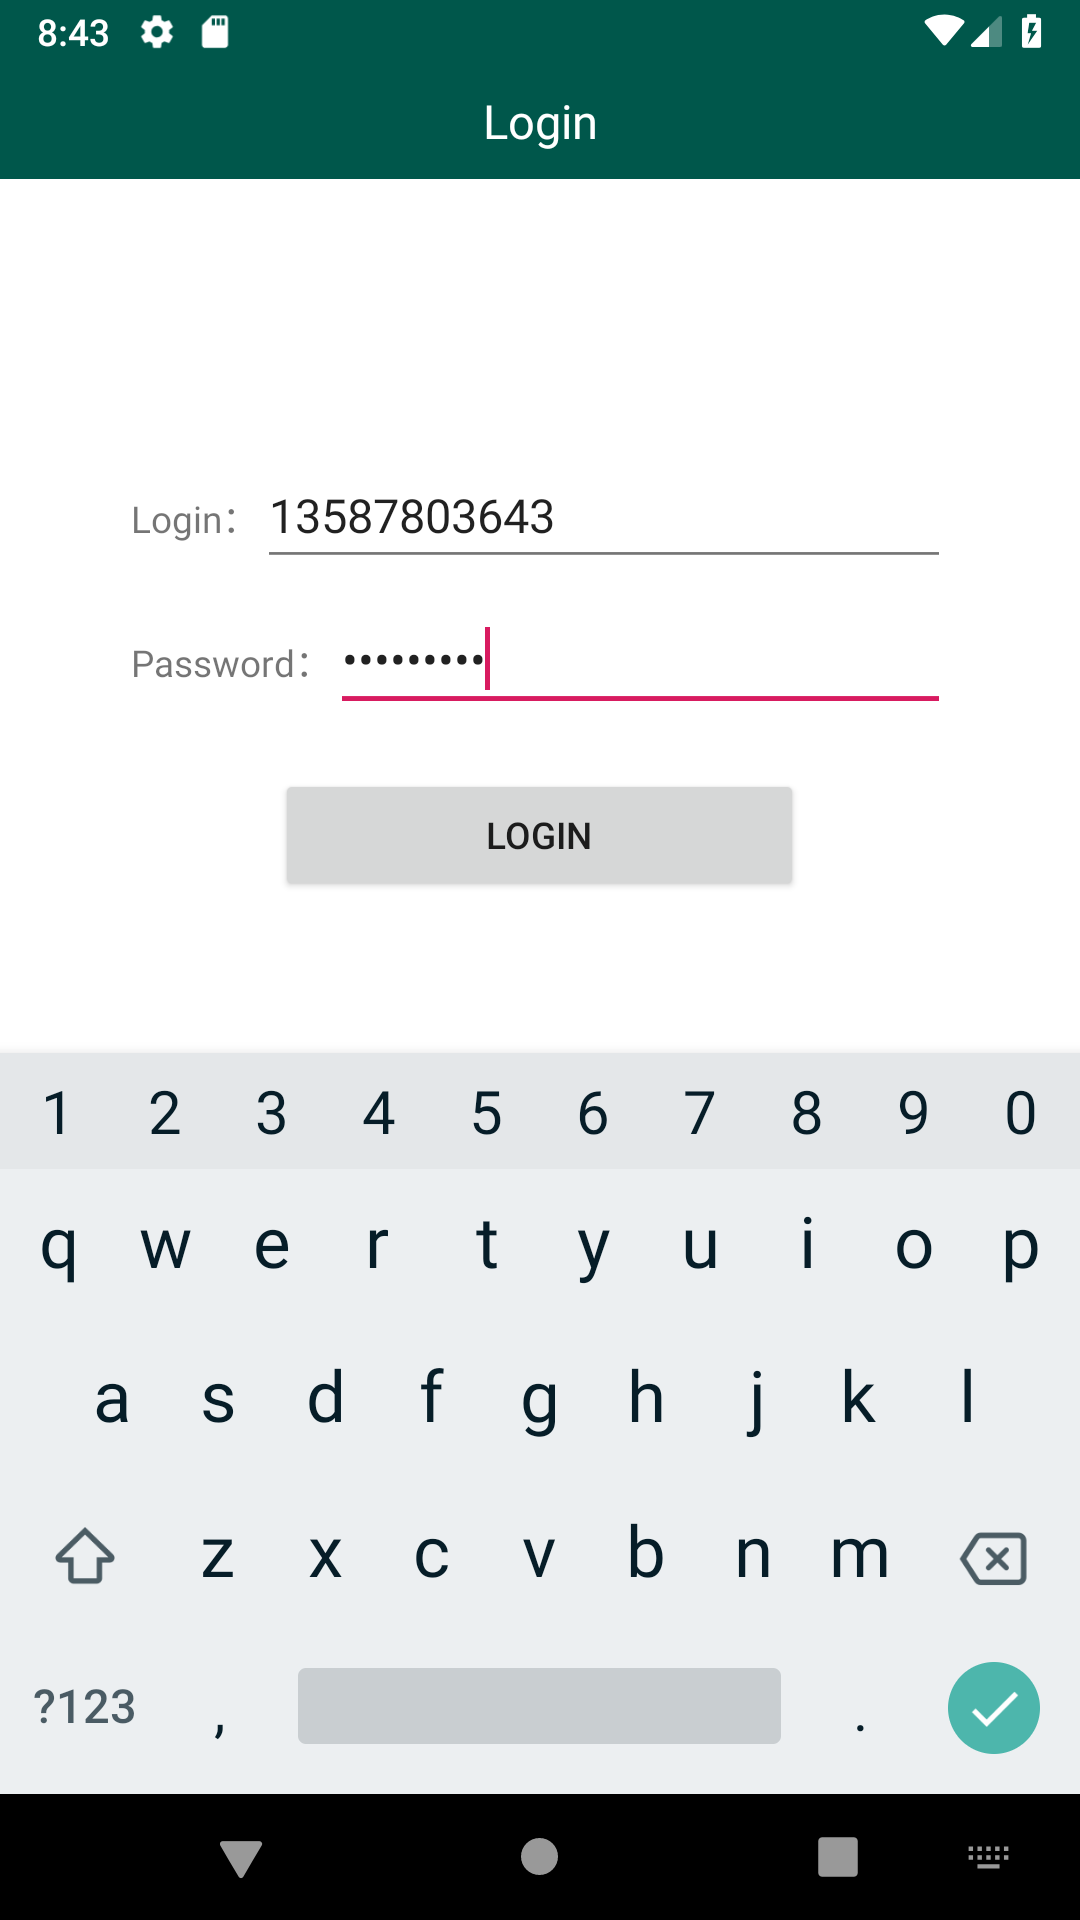 8:43
Login
Login： 13587803643
Password： •••••••••
LOGIN
1 2 3 4 5 6 7 8 9 0
q w e r t y u i o p
a s d f g h j k l
z x c v b n m
?123 , .